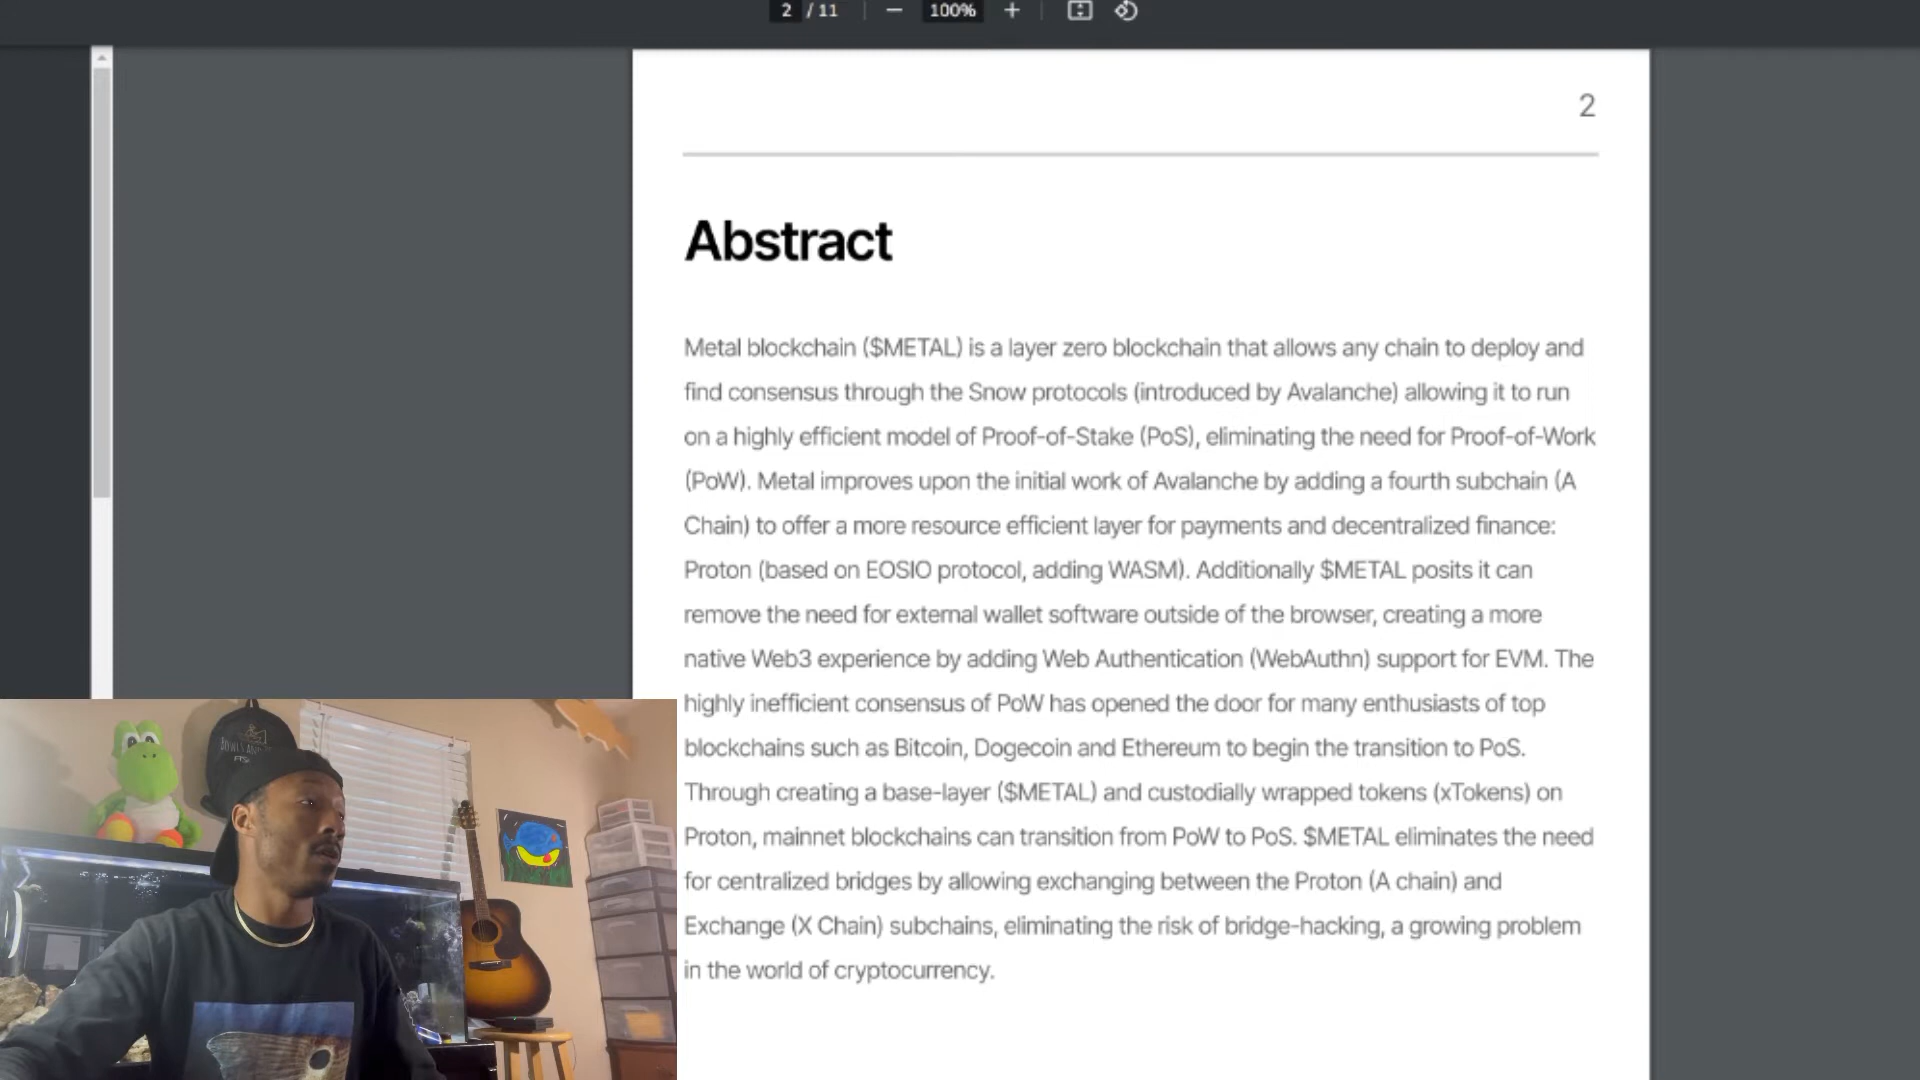 2 / 11
100%
2
Abstract
Metal blockchain ($METAL) is a layer zero blockchain that allows any chain to deploy and
find consensus through the Snow protocols (introduced by Avalanche) allowing it to run
on a highly efficient model of Proof-of-Stake (PoS), eliminating the need for Proof-of-Work
(PoW). Metal improves upon the initial work of Avalanche by adding a fourth subchain (A
Chain) to offer a more resource efficient layer for payments and decentralized finance:
Proton (based on EOSIO protocol, adding WASM). Additionally $METAL posits it can
remove the need for external wallet software outside of the browser, creating a more
native Web3 experience by adding Web Authentication (WebAuthn) support for EVM. The
highly inefficient consensus of PoW has opened the door for many enthusiasts of top
blockchains such as Bitcoin, Dogecoin and Ethereum to begin the transition to PoS.
Through creating a base-layer ($METAL) and custodially wrapped tokens (xTokens) on
Proton, mainnet blockchains can transition from PoW to PoS. $METAL eliminates the need
for centralized bridges by allowing exchanging between the Proton (A chain) and
Exchange (X Chain) subchains, eliminating the risk of bridge-hacking, a growing problem
in the world of cryptocurrency.